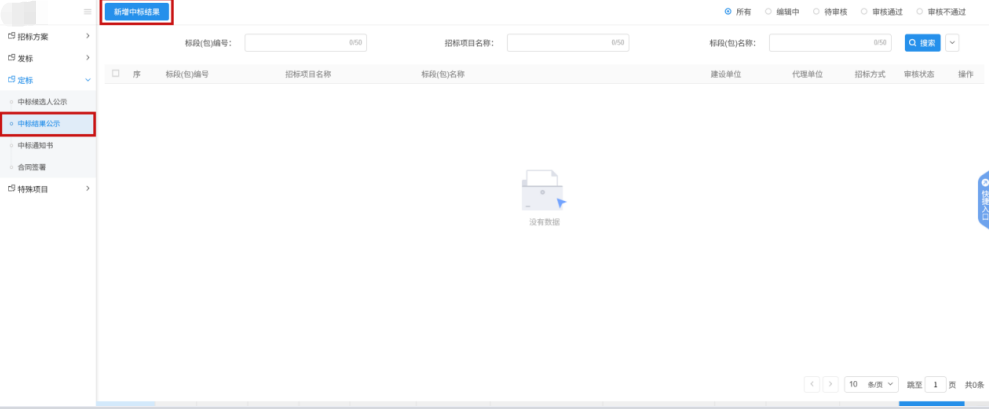 新增中标结果
所有 编辑中 待审核 审核通过 审核不通过
招标方案
发标
定标
中标候选人公示
中标结果公示
中标通知书
合同签署
特殊项目
标段(包)编号: 0/50 招标项目名称: 0/50 标段(包)名称: 0/50 搜索
序 标段(包)编号 招标项目名称 标段(包)名称 建设单位 代理单位 招标方式 审核状态 操作
没有数据
快捷入口
10 条/页 跳至 1 页 共0条